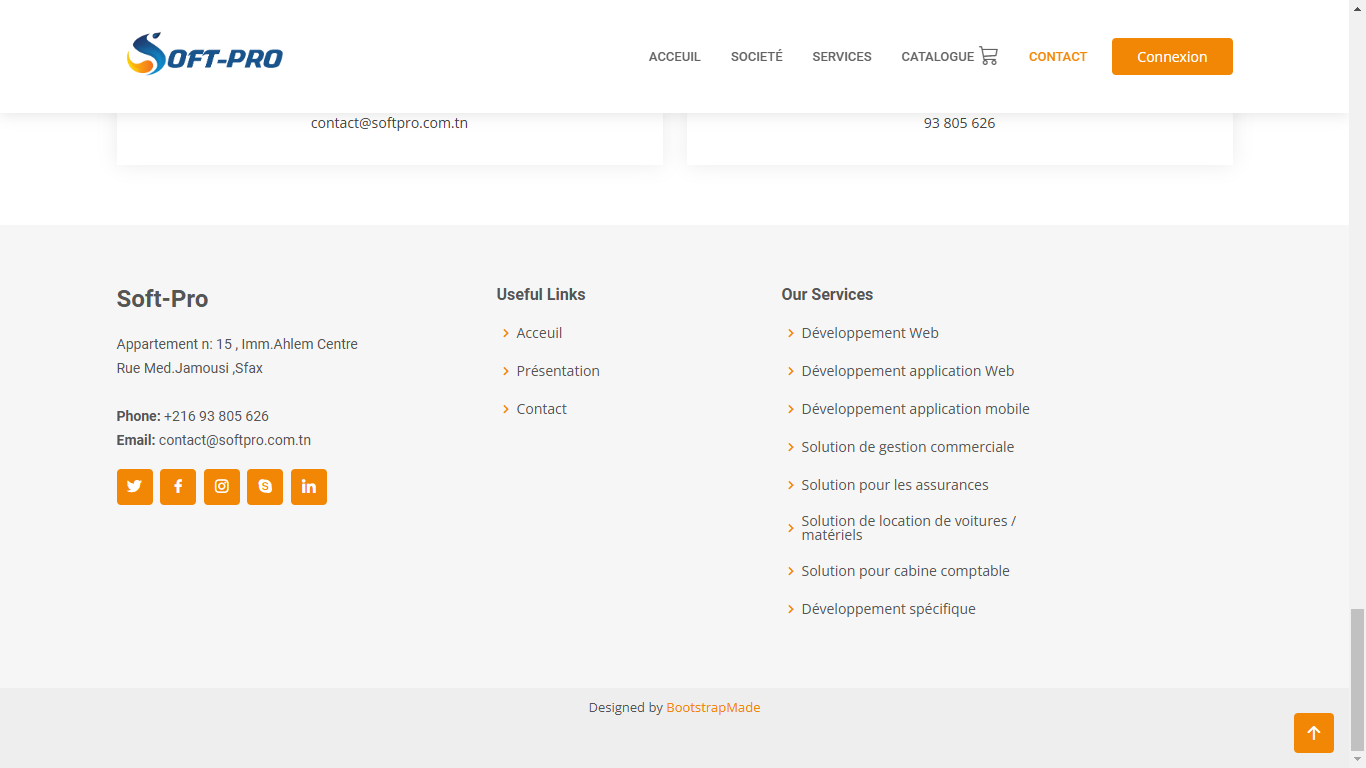 SOFT-PRO
ACCEUIL
SOCIETÉ
SERVICES
CATALOGUE
CONTACT
Connexion
contact@softpro.com.tn
93 805 626
Soft-Pro
Appartement n: 15 , Imm.Ahlem Centre
Rue Med.Jamousi ,Sfax
Phone: +216 93 805 626
Email: contact@softpro.com.tn
Useful Links
Acceuil
Présentation
Contact
Our Services
Développement Web
Développement application Web
Développement application mobile
Solution de gestion commerciale
Solution pour les assurances
Solution de location de voitures /
matériels
Solution pour cabine comptable
Développement spécifique
Designed by BootstrapMade